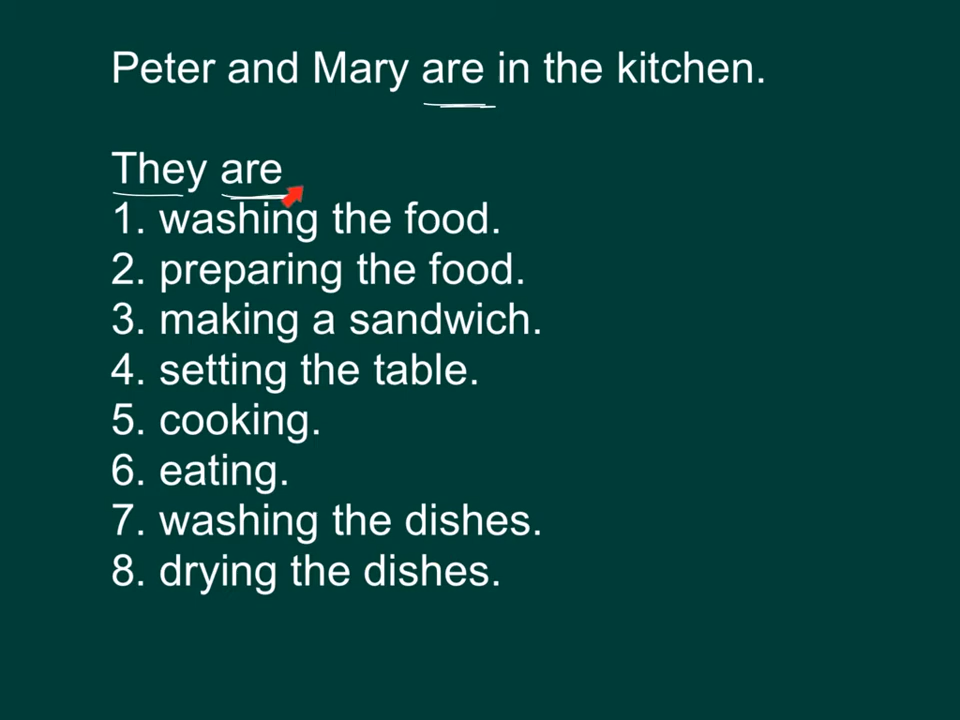 Peter and Mary are in the kitchen.
They are
1. washing the food.
2. preparing the food.
3. making a sandwich.
4. setting the table.
5. cooking.
6. eating.
7. washing the dishes.
8. drying the dishes.